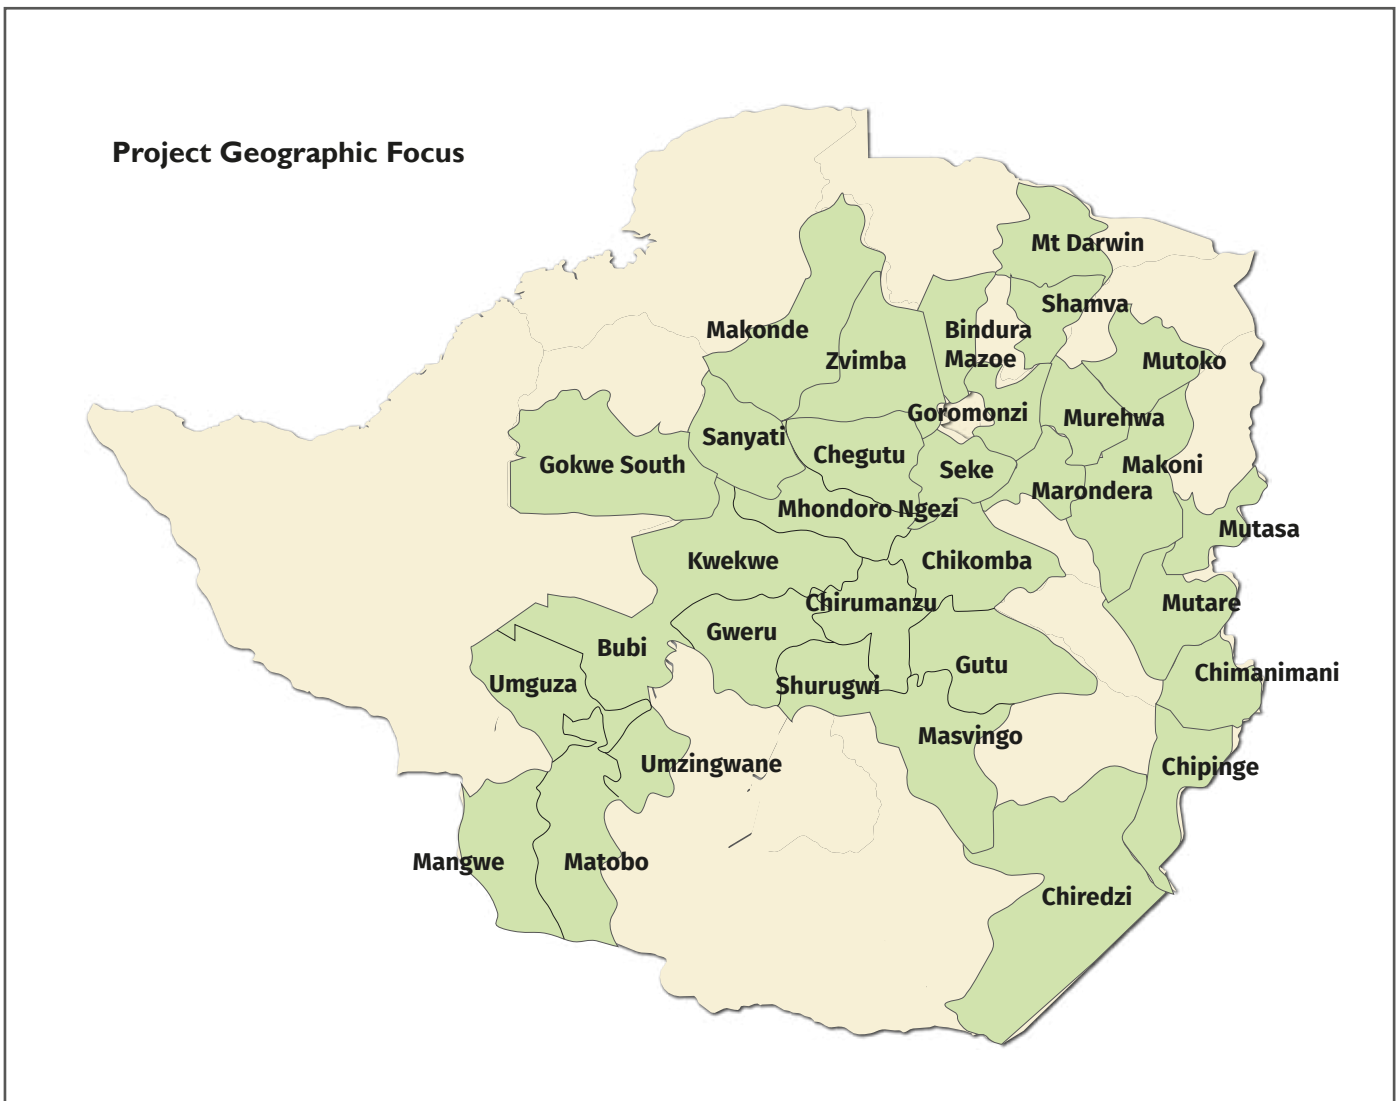 Project Geographic Focus
Mt Darwin
Shamva
Makonde
Bindura
Zvimba
Mazoe
Mutoko
Goromonzi
Murehwa
Sanyati
Chegutu
Gokwe South
Seke
Makoni
Marondera
Mhondoro Ngezi
Mutasa
Kwekwe
Chikomba
Chirumanzu
Mutare
Gweru
Bubi
Gutu
Chimanimani
Umguza
Shurugwi
Masvingo
Umzingwane
Chipinge
Mangwe
Matobo
Chiredzi